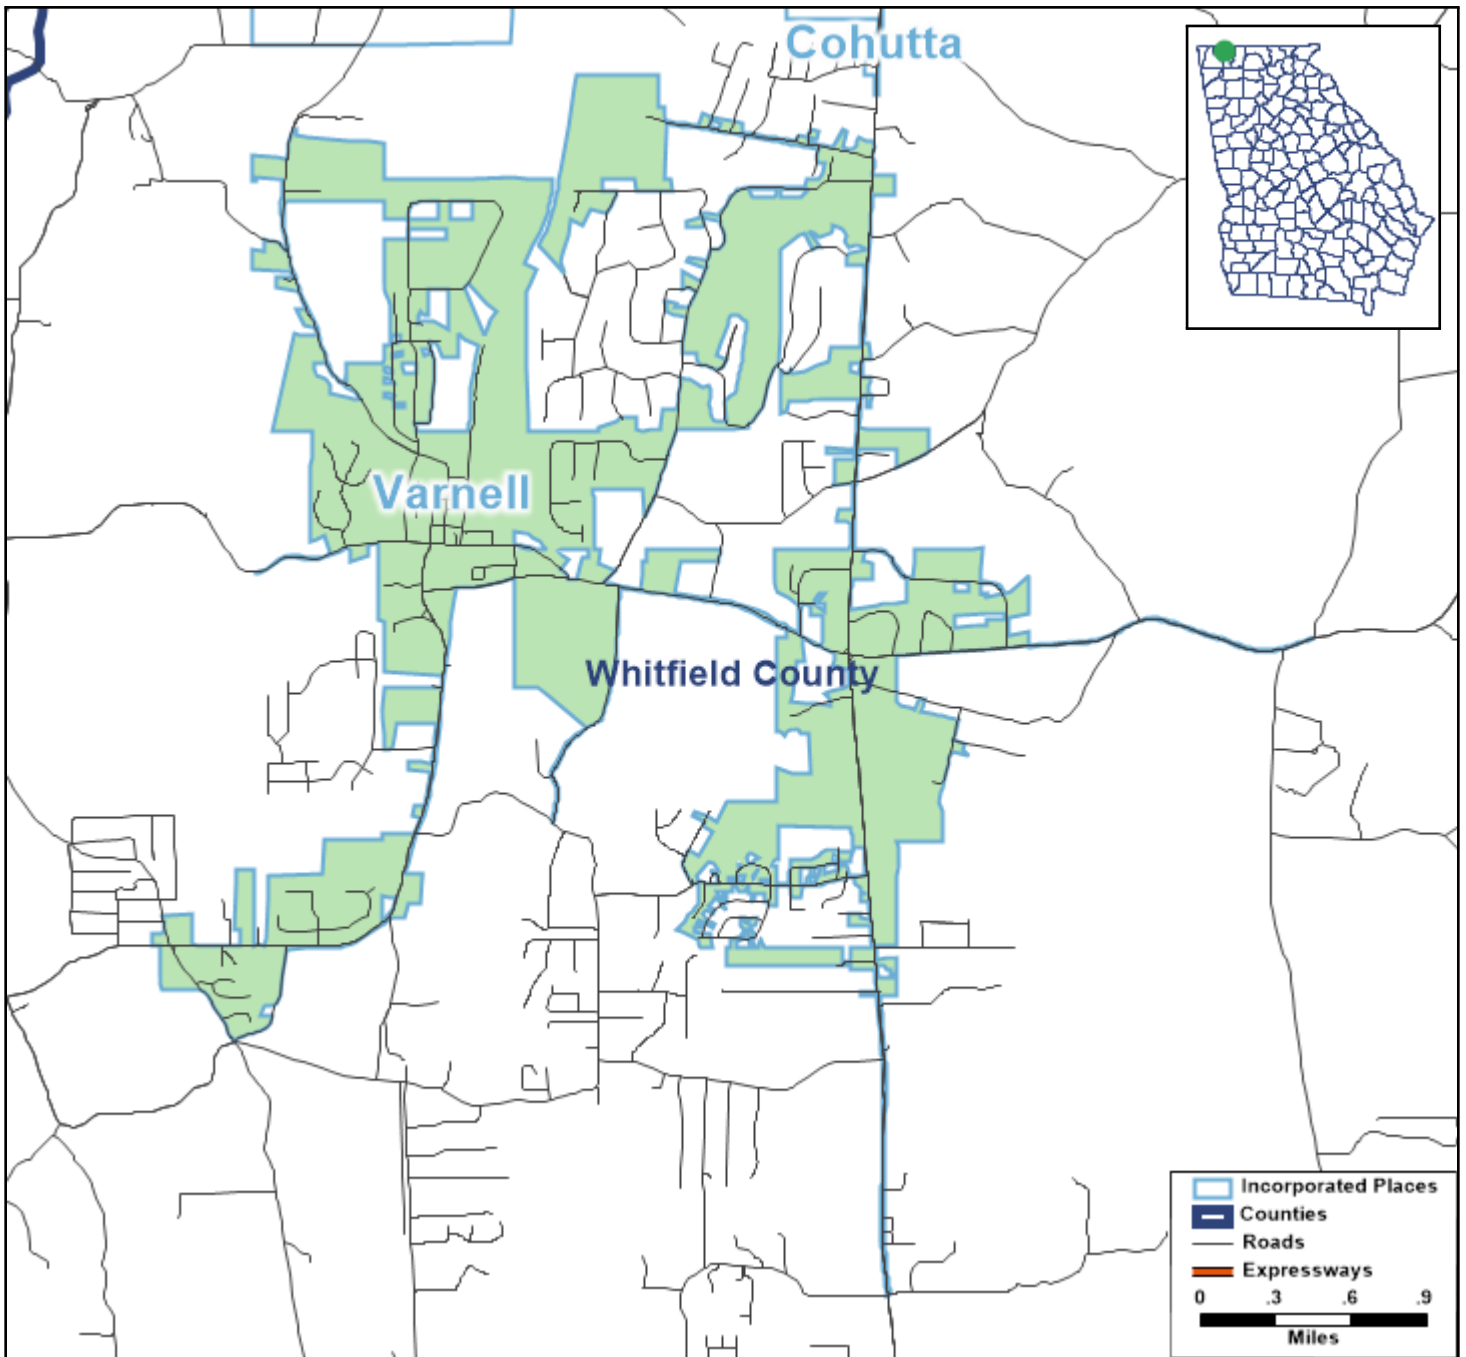 Cohutta
Varnell
Whitfield County
Incorporated Places
Counties
Roads
Expressways
0 .3 .6 .9
Miles